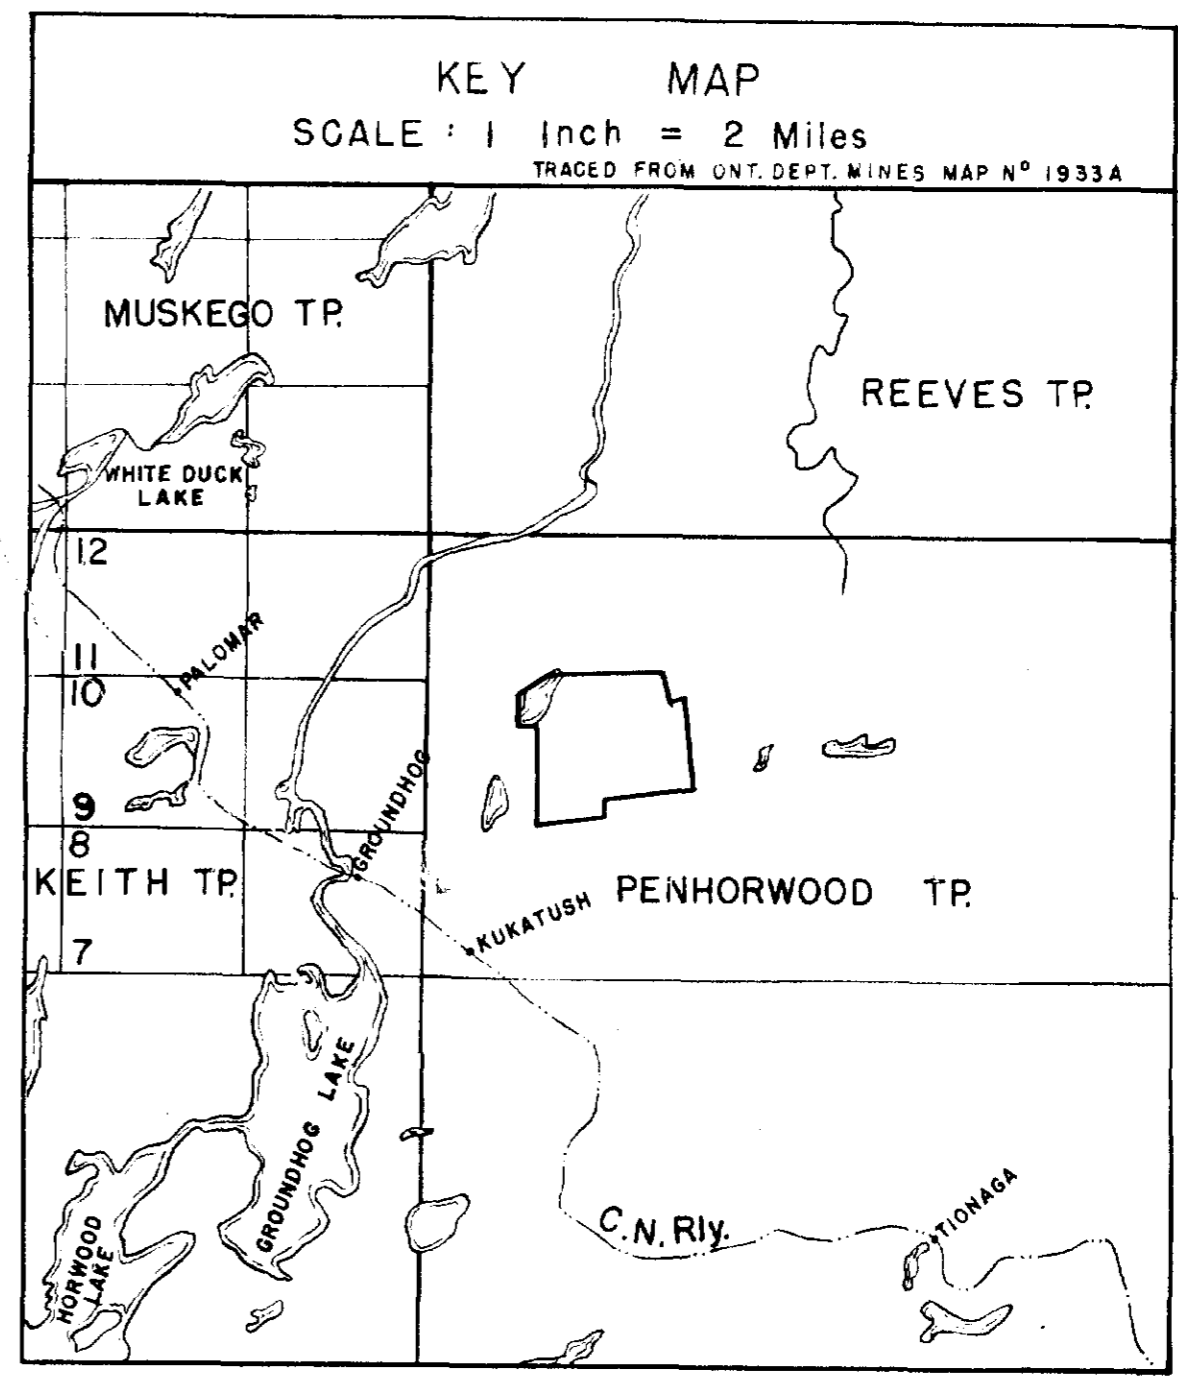 KEY MAP
SCALE : 1 Inch = 2 Miles
TRACED FROM ONT. DEPT. MINES MAP Nº 1933A
MUSKEGO TP.
REEVES TP.
WHITE DUCK
LAKE
12
11
PALOMAR
10
9
GROUNDHOG
8
KEITH TP.
PENHORWOOD TP.
KUKATUSH
7
GROUNDHOG LAKE
HORWOOD
LAKE
C.N. Rly.
TIONAGA